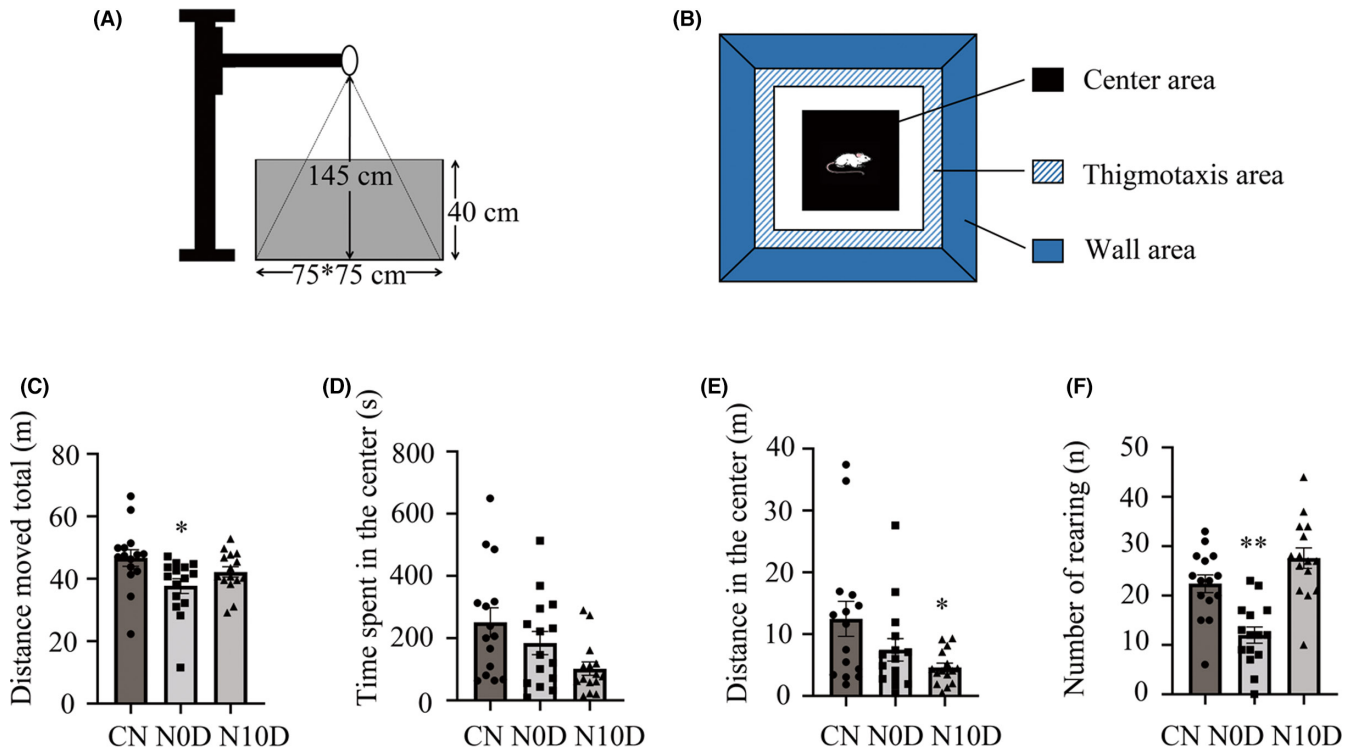 (A)
145 cm
40 cm
75*75 cm
(B)
Center area
Thigmotaxis area
Wall area
(C)
Distance moved total (m)
80
60
40
20
0
*
CN N0D N10D
(D)
Time spent in the center (s)
800
600
400
200
0
CN N0D N10D
(E)
Distance in the center (m)
40
30
20
10
0
*
CN N0D N10D
(F)
Number of rearing (n)
50
40
30
20
10
0
**
CN N0D N10D